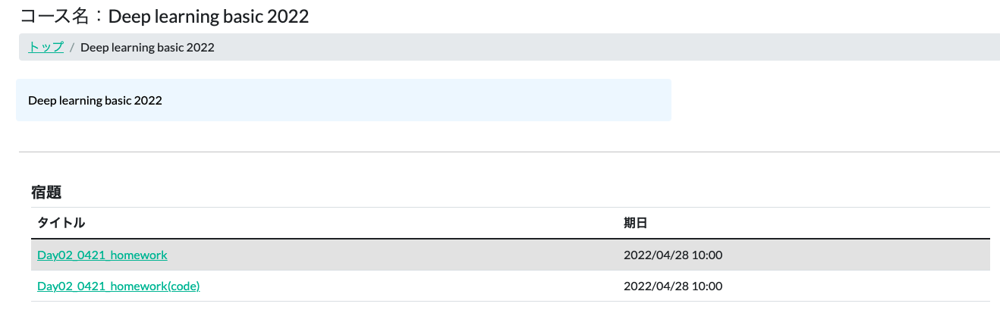 コース名：Deep learning basic 2022
トップ / Deep learning basic 2022
Deep learning basic 2022
宿題
タイトル 期日
Day02_0421_homework 2022/04/28 10:00
Day02_0421_homework(code) 2022/04/28 10:00